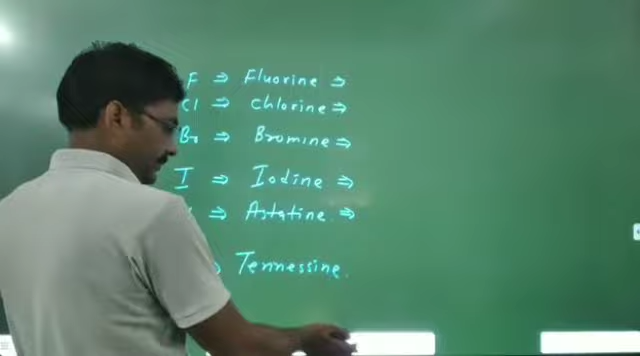 F ⇒ Fluorine ⇒
Cl ⇒ Chlorine ⇒
Br ⇒ Bromine ⇒
I ⇒ Iodine ⇒
⇒ Astatine ⇒
Tennessine.